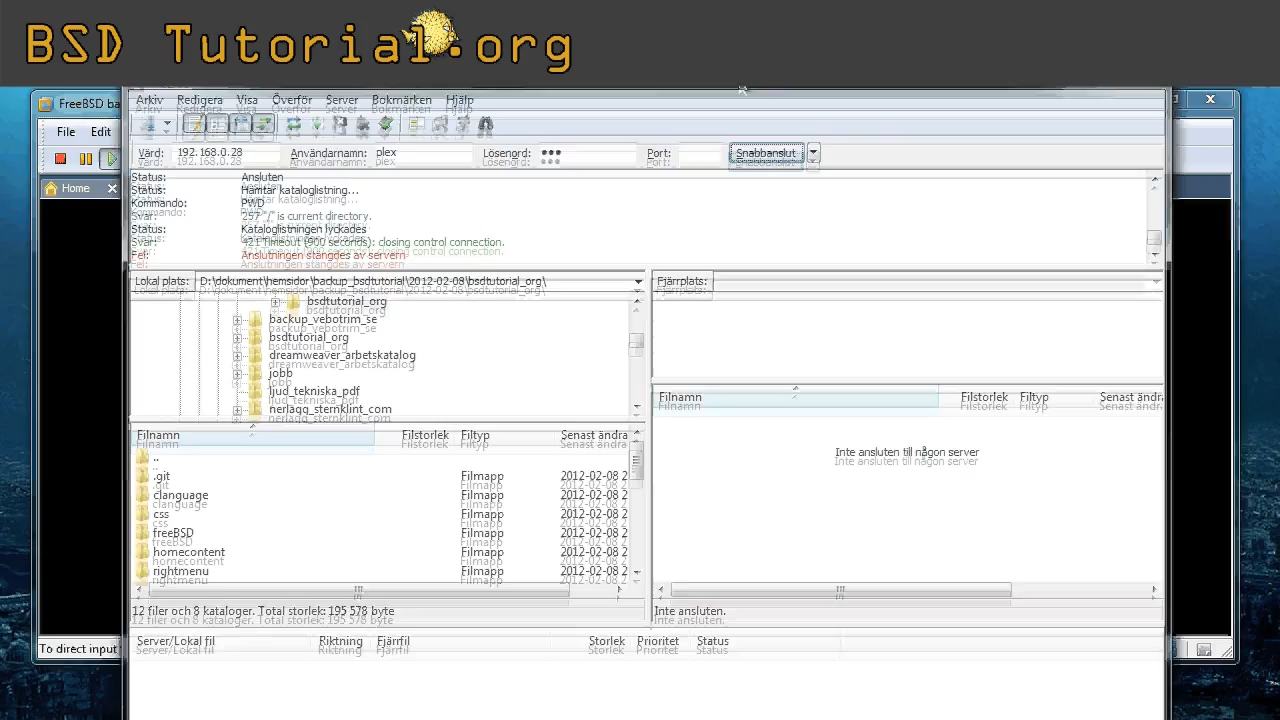 BSD Tutorial.org
FreeBSD ba
File Edit
Home
To direct input
Arkiv Redigera Visa Överför Server Bokmärken Hjälp
Värd: 192.168.0.28 Användarnamn: plex Lösenord: ●●● Port: Snabbanslut
Status: Ansluten
Status: Hämtar kataloglistning...
Kommando: PWD
Svar: 257 "/" is current directory.
Status: Kataloglistningen lyckades
Svar: 421 Timeout (900 seconds): closing control connection.
Fel: Anslutningen stängdes av servern
Lokal plats: D:\dokument\hemsidor\backup_bsdtutorial\2012-02-08\bsdtutorial_org\
bsdtutorial_org
backup_vebotrim_se
bsdtutorial_org
dreamweaver_arbetskatalog
jobb
ljud_tekniska_pdf
nerlagg_sternklint_com
Filnamn Filstorlek Filtyp Senast ändra
..
.git Filmapp 2012-02-08 2
clanguage Filmapp 2012-02-08 2
css Filmapp 2012-02-08 2
freeBSD Filmapp 2012-02-08 2
homecontent Filmapp 2012-02-08 2
rightmenu Filmapp 2012-02-08 2
12 filer och 8 kataloger. Total storlek: 195 578 byte
Fjärrplats:
Filnamn Filstorlek Filtyp Senast ändr
Inte ansluten till någon server
Inte ansluten.
Server/Lokal fil Riktning Fjärrfil Storlek Prioritet Status